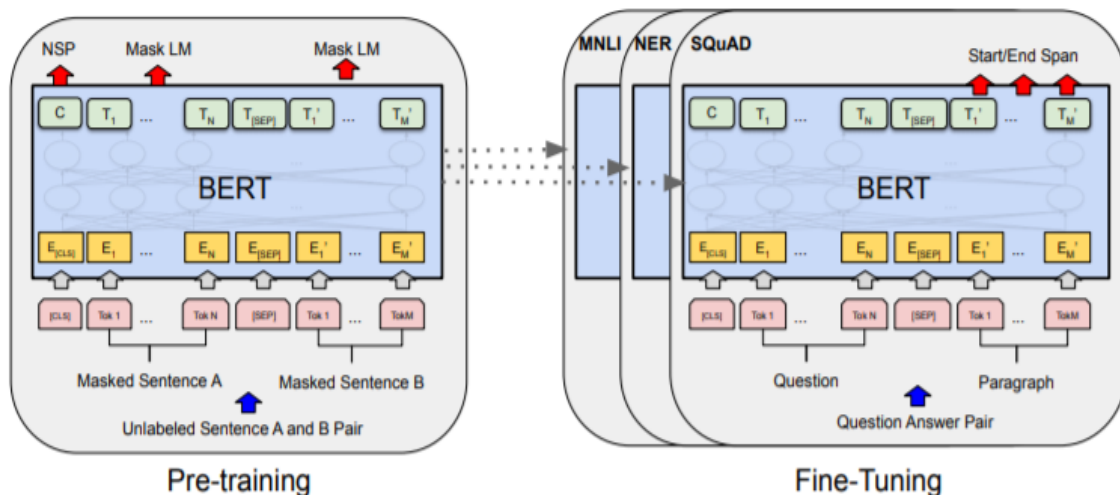 NSP Mask LM Mask LM
C T1 ... TN T[SEP] T1' ... TM'
BERT
E[CLS] E1 ... EN E[SEP] E1' ... EM'
[CLS] Tok 1 ... Tok N [SEP] Tok 1 ... TokM
Masked Sentence A Masked Sentence B
Unlabeled Sentence A and B Pair
Pre-training
MNLI NER SQuAD
Start/End Span
C T1 ... TN T[SEP] T1' ... TM'
BERT
E[CLS] E1 ... EN E[SEP] E1' ... EM'
[CLS] Tok 1 ... Tok N [SEP] Tok 1 ... TokM
Question Paragraph
Question Answer Pair
Fine-Tuning